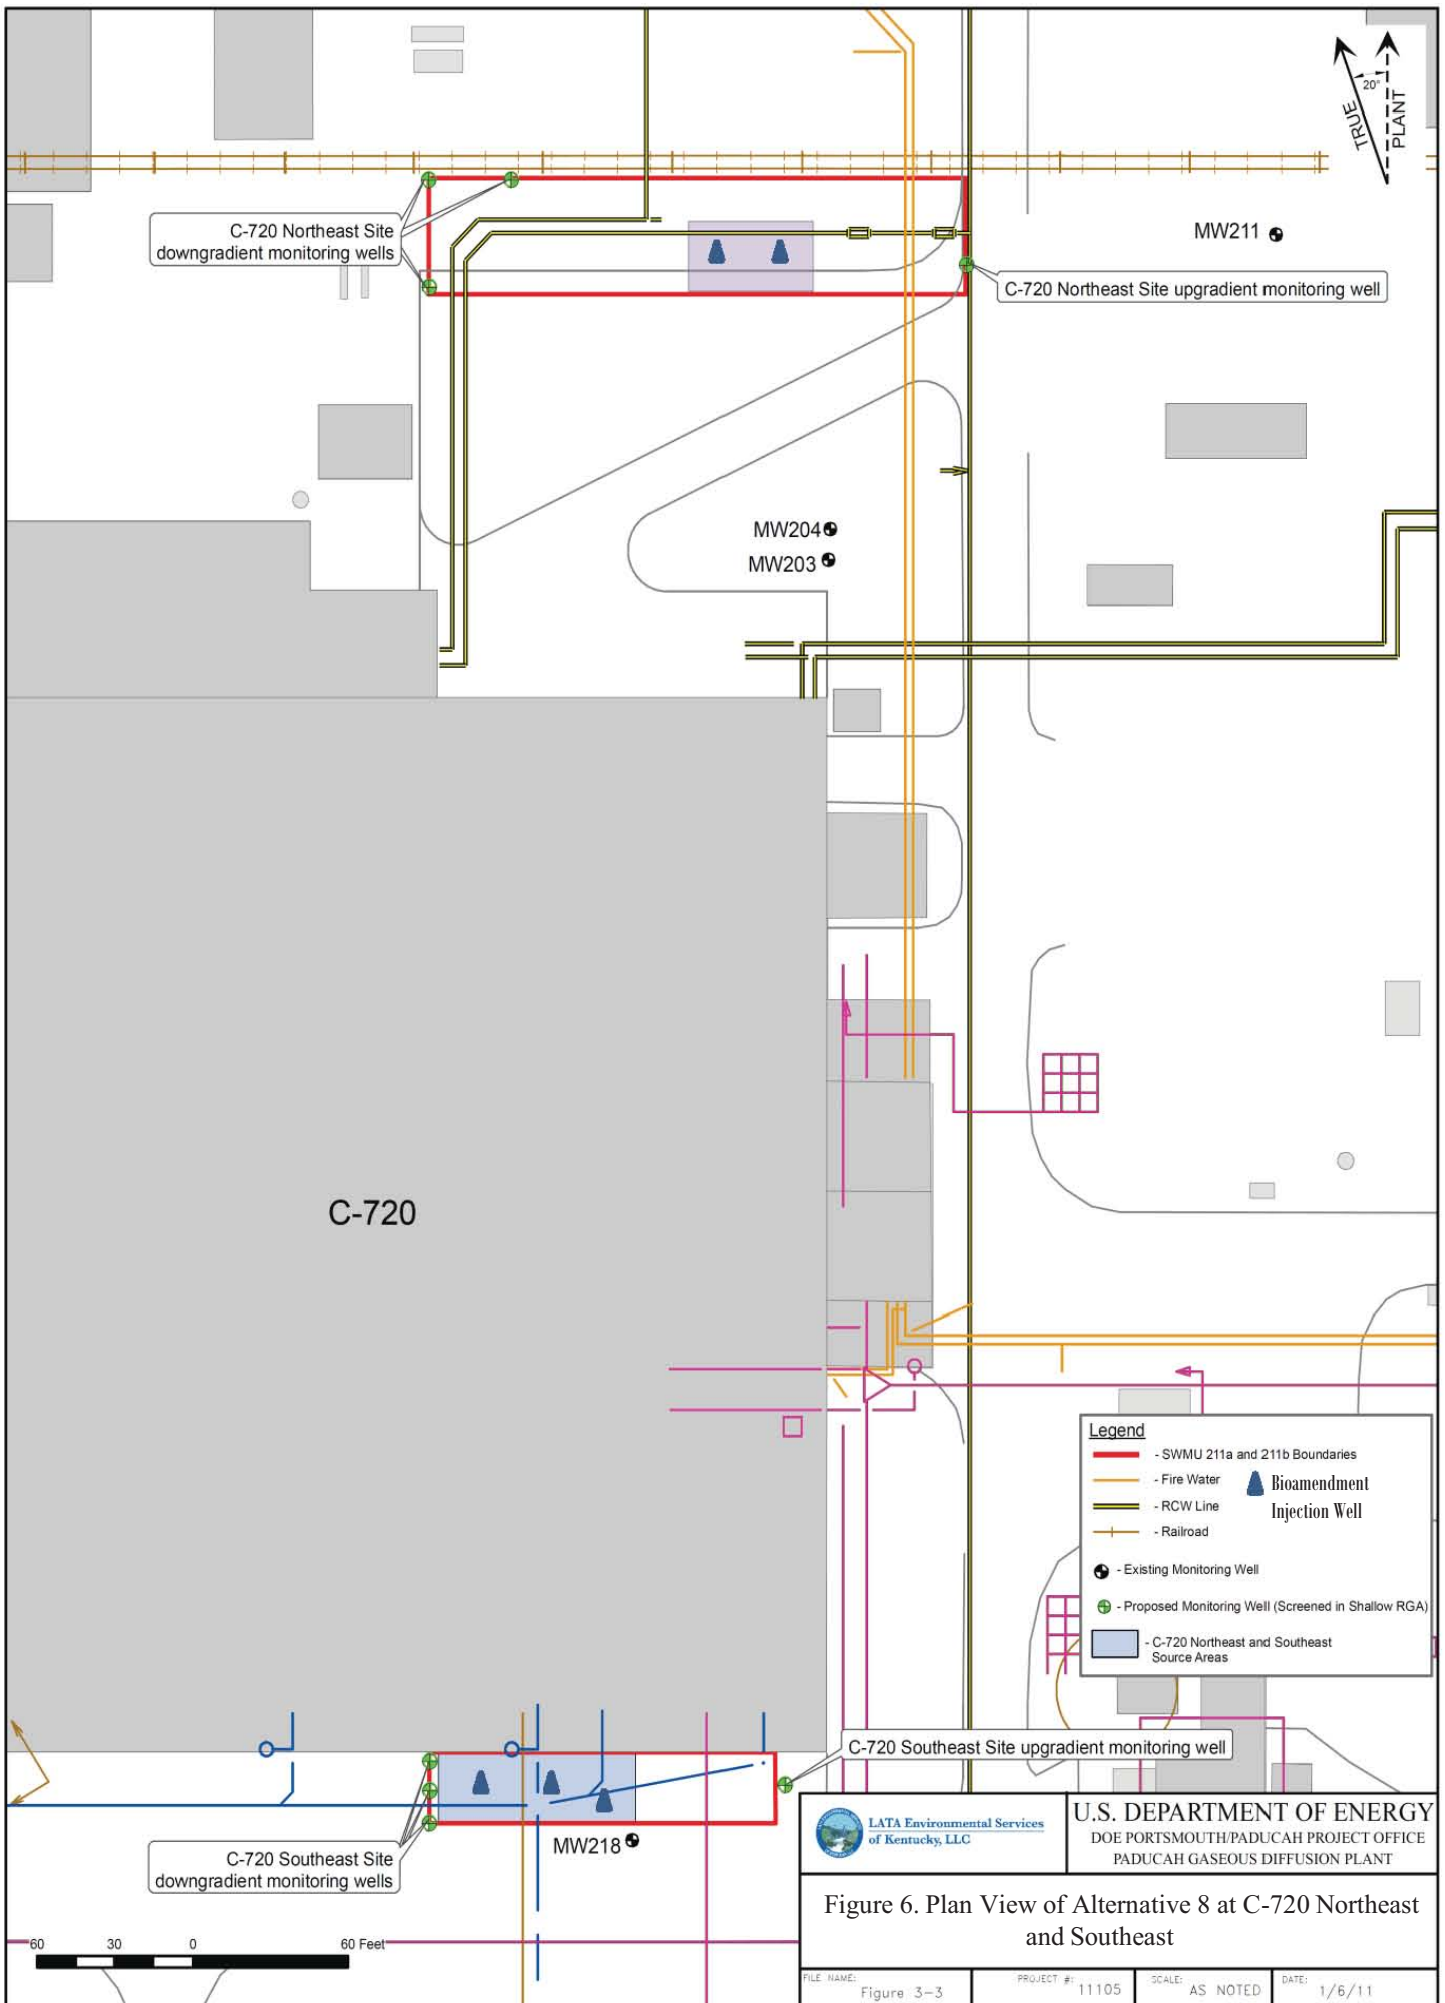 TRUE
20°
PLANT
C-720 Northeast Site
downgradient monitoring wells
MW211
C-720 Northeast Site upgradient monitoring well
MW204
MW203
C-720
Legend
- SWMU 211a and 211b Boundaries
- Fire Water
- RCW Line
- Railroad
Bioamendment
Injection Well
- Existing Monitoring Well
- Proposed Monitoring Well (Screened in Shallow RGA)
- C-720 Northeast and Southeast
Source Areas
C-720 Southeast Site upgradient monitoring well
MW218
C-720 Southeast Site
downgradient monitoring wells
60 30 0 60 Feet
LATA Environmental Services
of Kentucky, LLC
U.S. DEPARTMENT OF ENERGY
DOE PORTSMOUTH/PADUCAH PROJECT OFFICE
PADUCAH GASEOUS DIFFUSION PLANT
Figure 6. Plan View of Alternative 8 at C-720 Northeast
and Southeast
FILE NAME: Figure 3-3
PROJECT #: 11105
SCALE: AS NOTED
DATE: 1/6/11